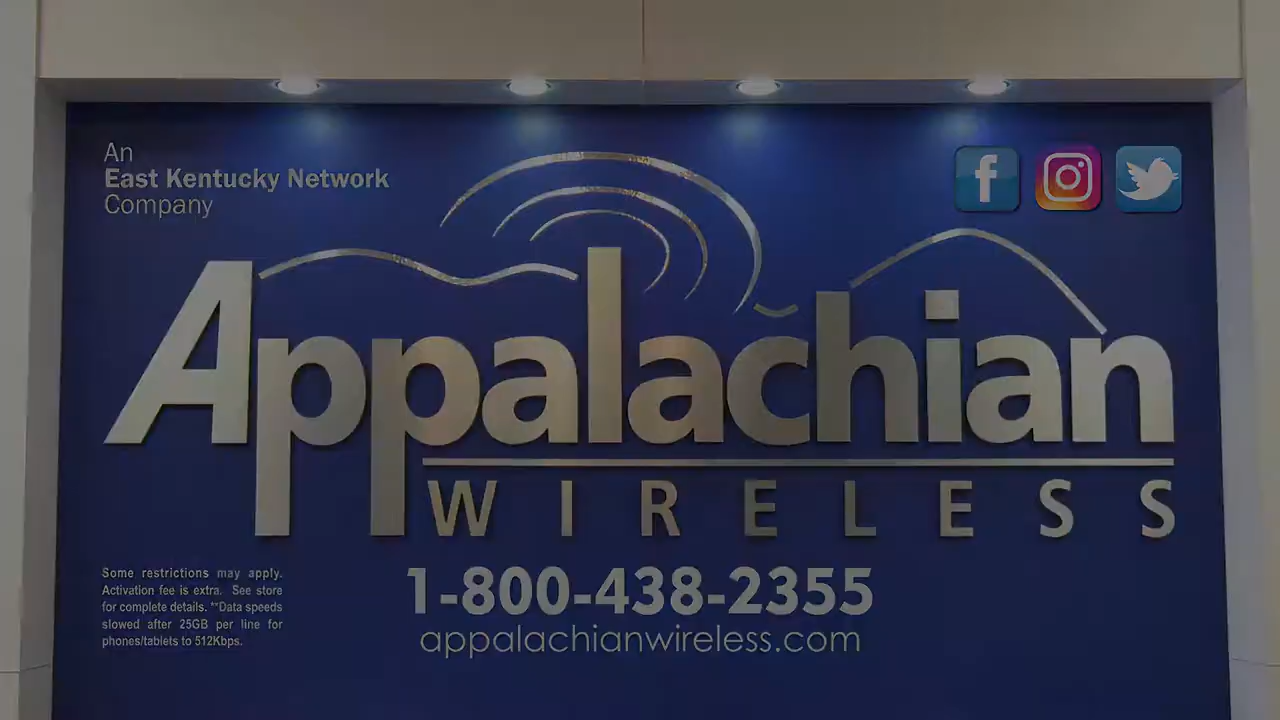 An
East Kentucky Network
Company
Appalachian
WIRELESS
Some restrictions may apply.
Activation fee is extra. See store
for complete details. **Data speeds
slowed after 25GB per line for
phones/tablets to 512Kbps.
1-800-438-2355
appalachianwireless.com